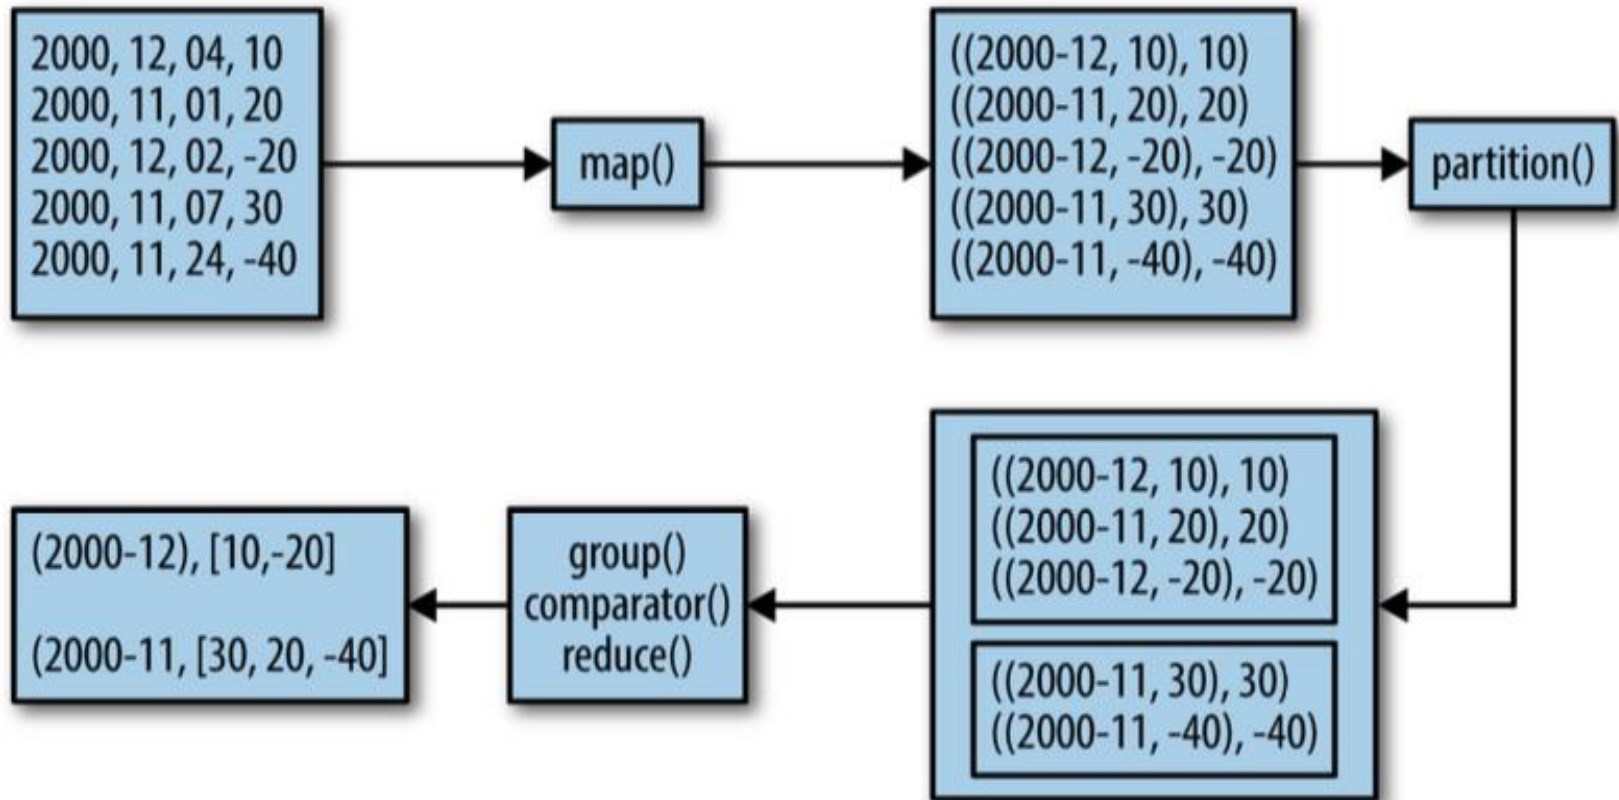 2000, 12, 04, 10
2000, 11, 01, 20
2000, 12, 02, -20
2000, 11, 07, 30
2000, 11, 24, -40
map()
((2000-12, 10), 10)
((2000-11, 20), 20)
((2000-12, -20), -20)
((2000-11, 30), 30)
((2000-11, -40), -40)
partition()
((2000-12, 10), 10)
((2000-11, 20), 20)
((2000-12, -20), -20)
((2000-11, 30), 30)
((2000-11, -40), -40)
group()
comparator()
reduce()
(2000-12), [10,-20]
(2000-11, [30, 20, -40]